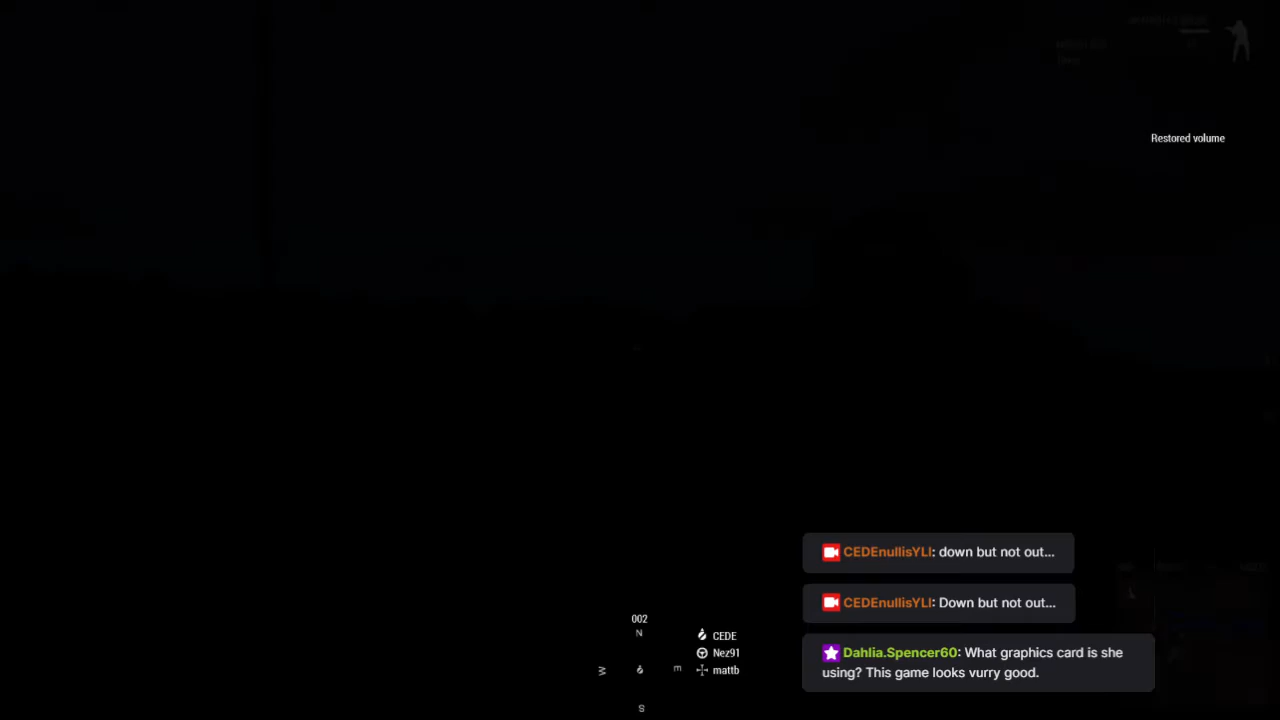 Restored volume
CEDEnullisYLI: down but not out...
CEDEnullisYLI: Down but not out...
002
N
CEDE
Dahlia.Spencer60: What graphics card is she
using? This game looks vurry good.
Nez91
W
E
mattb
S